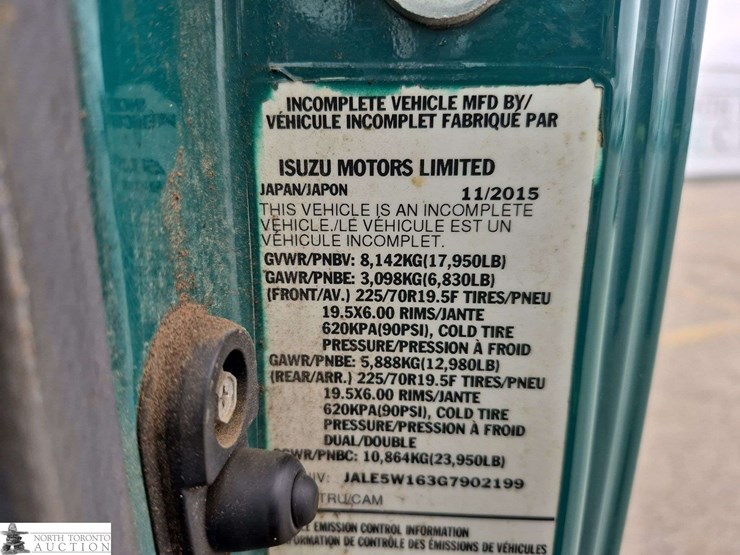 INCOMPLETE VEHICLE MFD BY/
VÉHICULE INCOMPLET FABRIQUÉ PAR
ISUZU MOTORS LIMITED
JAPAN/JAPON 11/2015
THIS VEHICLE IS AN INCOMPLETE
VEHICLE./LE VÉHICULE EST UN
VÉHICULE INCOMPLET.
GVWR/PNBV: 8,142KG(17,950LB)
GAWR/PNBE: 3,098KG(6,830LB)
(FRONT/AV.) 225/70R19.5F TIRES/PNEU
19.5X6.00 RIMS/JANTE
620KPA(90PSI), COLD TIRE
PRESSURE/PRESSION À FROID
GAWR/PNBE: 5,888KG(12,980LB)
(REAR/ARR.) 225/70R19.5F TIRES/PNEU
19.5X6.00 RIMS/JANTE
620KPA(90PSI), COLD TIRE
PRESSURE/PRESSION À FROID
DUAL/DOUBLE
GCWR/PNBC: 10,864KG(23,950LB)
JALE5W163G7902199
TRU/CAM
EMISSION CONTROL INFORMATION
DE CONTRÔLE DES ÉMISSIONS DE VÉHICULES
NORTH TORONTO
AUCTION